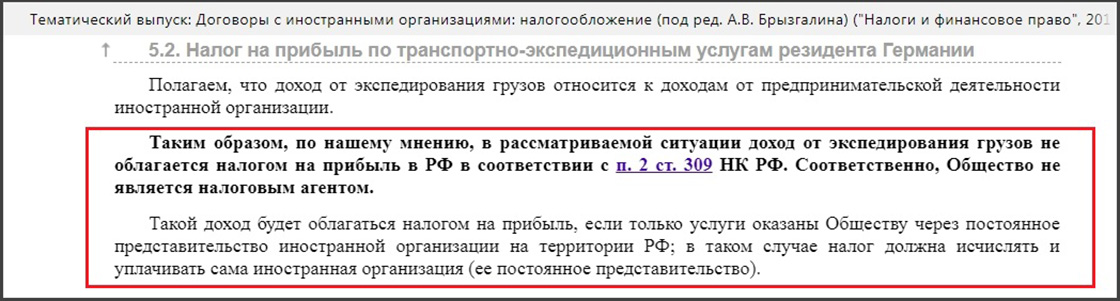 Тематический выпуск: Договоры с иностранными организациями: налогообложение (под ред. А.В. Брызгалина) ("Налоги и финансовое право", 201
↑ 5.2. Налог на прибыль по транспортно-экспедиционным услугам резидента Германии
Полагаем, что доход от экспедирования грузов относится к доходам от предпринимательской деятельности
иностранной организации.
Таким образом, по нашему мнению, в рассматриваемой ситуации доход от экспедирования грузов не
облагается налогом на прибыль в РФ в соответствии с п. 2 ст. 309 НК РФ. Соответственно, Общество не
является налоговым агентом.
Такой доход будет облагаться налогом на прибыль, если только услуги оказаны Обществу через постоянное
представительство иностранной организации на территории РФ; в таком случае налог должна исчислять и
уплачивать сама иностранная организация (ее постоянное представительство).